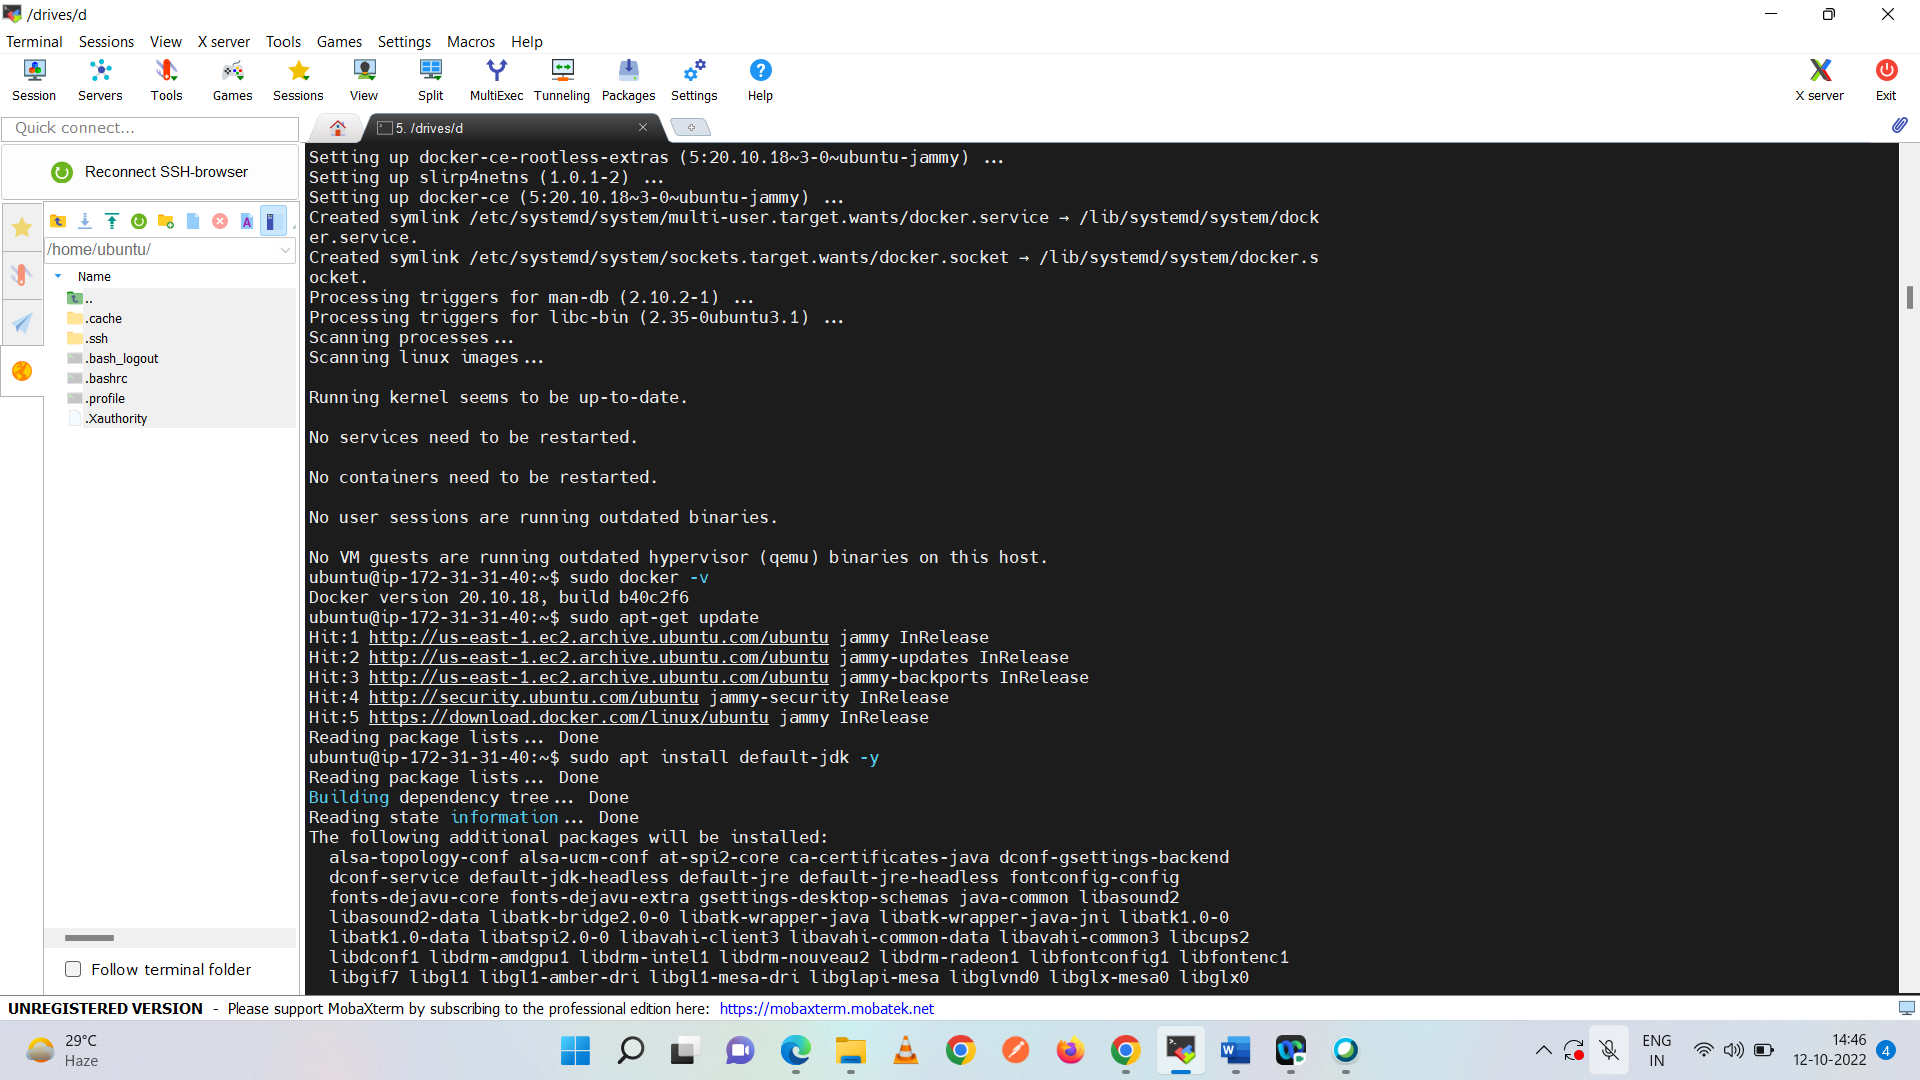 /drives/d
Terminal Sessions View X server Tools Games Settings Macros Help
Session Servers Tools Games Sessions View Split MultiExec Tunneling Packages Settings Help X server Exit
Quick connect...
5. /drives/d
Reconnect SSH-browser
/home/ubuntu/
Name
..
.cache
.ssh
.bash_logout
.bashrc
.profile
.Xauthority
Follow terminal folder
Setting up docker-ce-rootless-extras (5:20.10.18~3-0~ubuntu-jammy) ...
Setting up slirp4netns (1.0.1-2) ...
Setting up docker-ce (5:20.10.18~3-0~ubuntu-jammy) ...
Created symlink /etc/systemd/system/multi-user.target.wants/docker.service → /lib/systemd/system/dock
er.service.
Created symlink /etc/systemd/system/sockets.target.wants/docker.socket → /lib/systemd/system/docker.s
ocket.
Processing triggers for man-db (2.10.2-1) ...
Processing triggers for libc-bin (2.35-0ubuntu3.1) ...
Scanning processes...
Scanning linux images...
Running kernel seems to be up-to-date.
No services need to be restarted.
No containers need to be restarted.
No user sessions are running outdated binaries.
No VM guests are running outdated hypervisor (qemu) binaries on this host.
ubuntu@ip-172-31-31-40:~$ sudo docker -v
Docker version 20.10.18, build b40c2f6
ubuntu@ip-172-31-31-40:~$ sudo apt-get update
Hit:1 http://us-east-1.ec2.archive.ubuntu.com/ubuntu jammy InRelease
Hit:2 http://us-east-1.ec2.archive.ubuntu.com/ubuntu jammy-updates InRelease
Hit:3 http://us-east-1.ec2.archive.ubuntu.com/ubuntu jammy-backports InRelease
Hit:4 http://security.ubuntu.com/ubuntu jammy-security InRelease
Hit:5 https://download.docker.com/linux/ubuntu jammy InRelease
Reading package lists... Done
ubuntu@ip-172-31-31-40:~$ sudo apt install default-jdk -y
Reading package lists... Done
Building dependency tree... Done
Reading state information... Done
The following additional packages will be installed:
alsa-topology-conf alsa-ucm-conf at-spi2-core ca-certificates-java dconf-gsettings-backend
dconf-service default-jdk-headless default-jre default-jre-headless fontconfig-config
fonts-dejavu-core fonts-dejavu-extra gsettings-desktop-schemas java-common libasound2
libasound2-data libatk-bridge2.0-0 libatk-wrapper-java libatk-wrapper-java-jni libatk1.0-0
libatk1.0-data libatspi2.0-0 libavahi-client3 libavahi-common-data libavahi-common3 libcups2
libdconf1 libdrm-amdgpu1 libdrm-intel1 libdrm-nouveau2 libdrm-radeon1 libfontconfig1 libfontenc1
libgif7 libgl1 libgl1-amber-dri libgl1-mesa-dri libglapi-mesa libglvnd0 libglx-mesa0 libglx0
UNREGISTERED VERSION - Please support MobaXterm by subscribing to the professional edition here: https://mobaxterm.mobatek.net
29°C
Haze
ENG
IN
14:46
12-10-2022
4